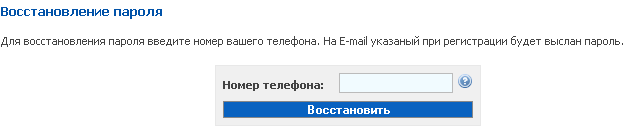 Восстановление пароля
Для восстановления пароля введите номер вашего телефона. На E-mail указаный при регистрации будет выслан пароль.
Номер телефона:
Восстановить